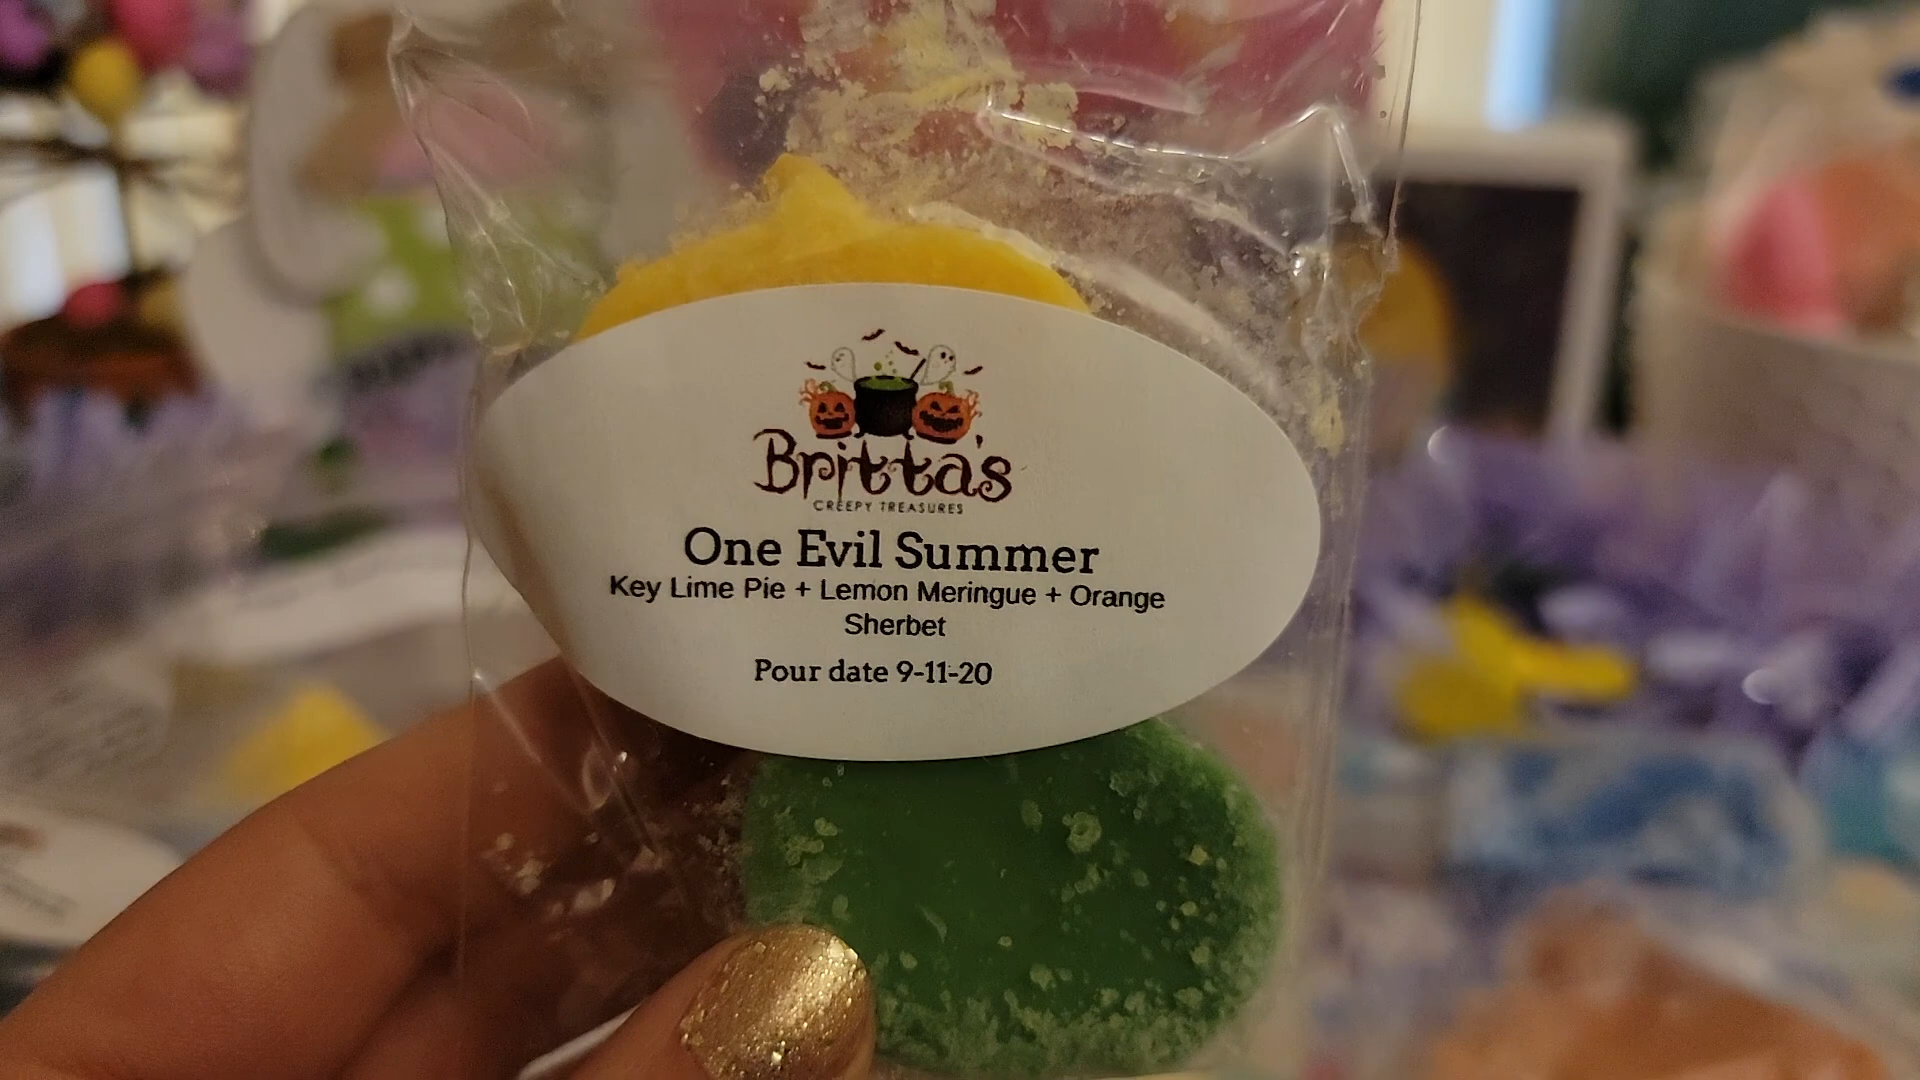 Britta's
CREEPY TREASURES
One Evil Summer
Key Lime Pie + Lemon Meringue + Orange
Sherbet
Pour date 9-11-20